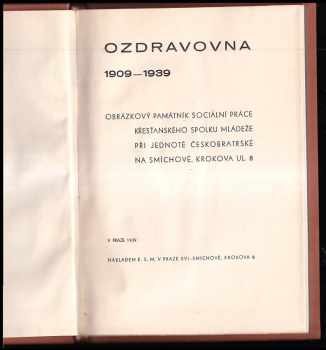 OZDRAVOVNA
1909—1939
OBRÁZKOVÝ PAMÁTNÍK SOCIÁLNÍ PRÁCE
KŘESŤANSKÉHO SPOLKU MLÁDEŽE
PŘI JEDNOTĚ ČESKOBRATRSKÉ
NA SMÍCHOVĚ, KROKOVA UL. 8
V PRAZE 1939
NÁKLADEM K. S. M. V PRAZE XVI.-SMÍCHOVĚ, KROKOVA 8